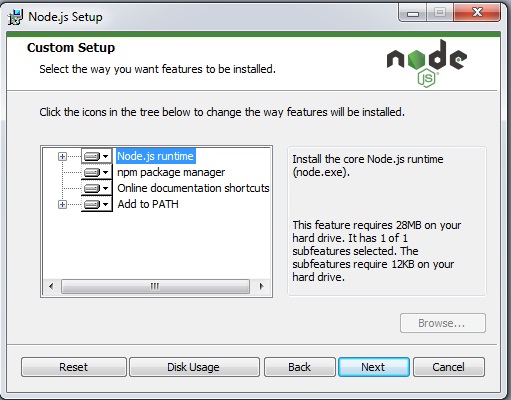 Node.js Setup
Custom Setup
Select the way you want features to be installed.
node
JS
Click the icons in the tree below to change the way features will be installed.
Node.js runtime
npm package manager
Online documentation shortcuts
Add to PATH
Install the core Node.js runtime
(node.exe).
This feature requires 28MB on your
hard drive. It has 1 of 1
subfeatures selected. The
subfeatures require 12KB on your
hard drive.
Browse...
Reset
Disk Usage
Back
Next
Cancel